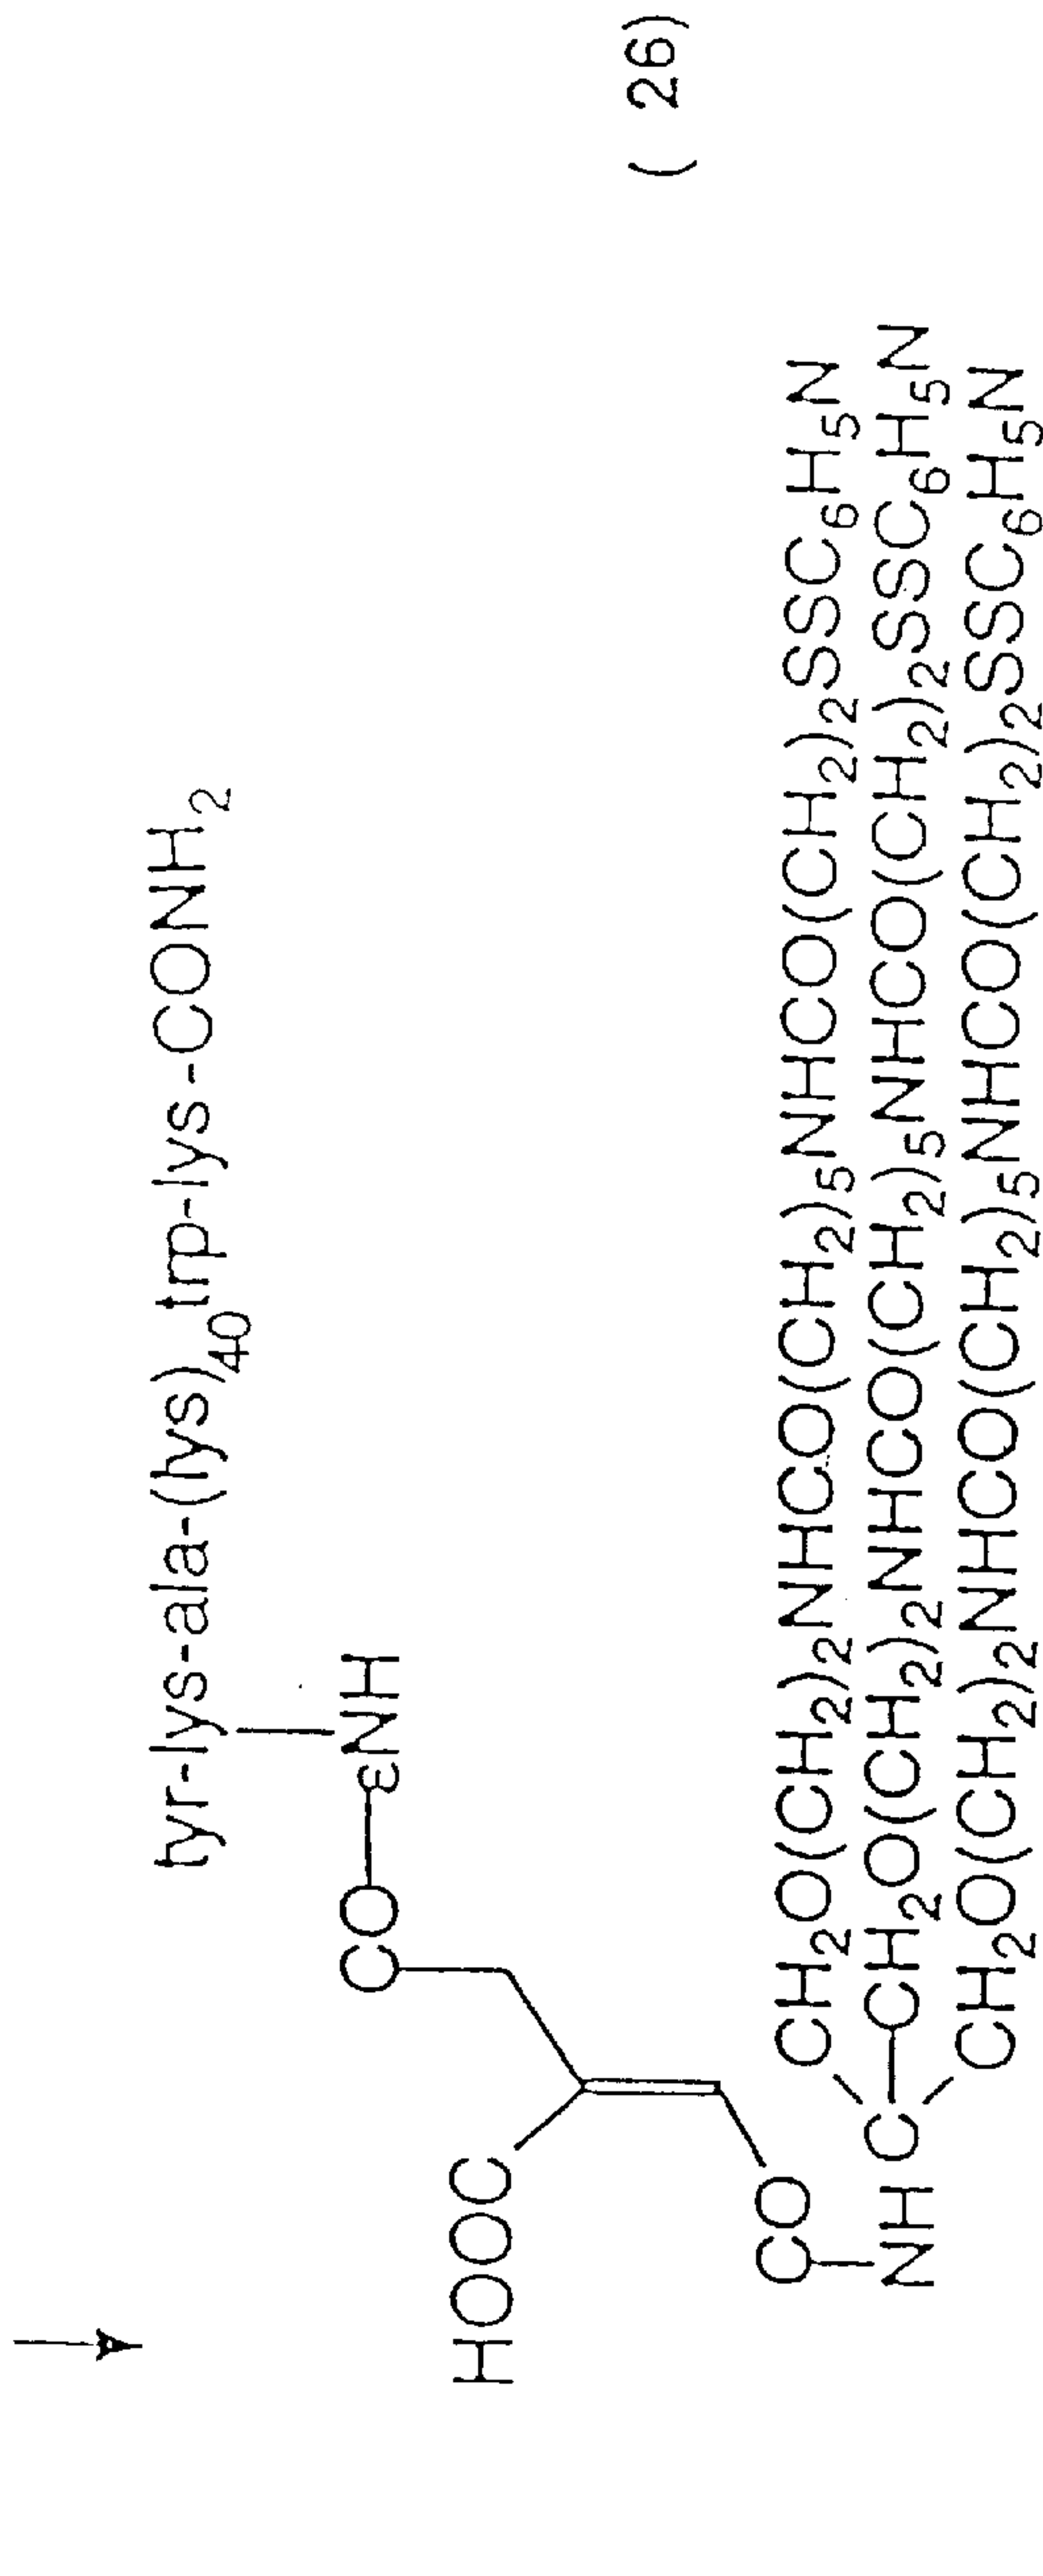 tyr-lys-ala-(lys)40trp-lys-CONH2
CO
εNH
HOOC
(26)
CO
CH2O(CH2)2NHCO(CH2)5NHCO(CH2)2SSC6H5N
NH C-CH2O(CH2)2NHCO(CH2)5NHCO(CH2)2SSC6H5N
CH2O(CH2)2NHCO(CH2)5NHCO(CH2)2SSC6H5N